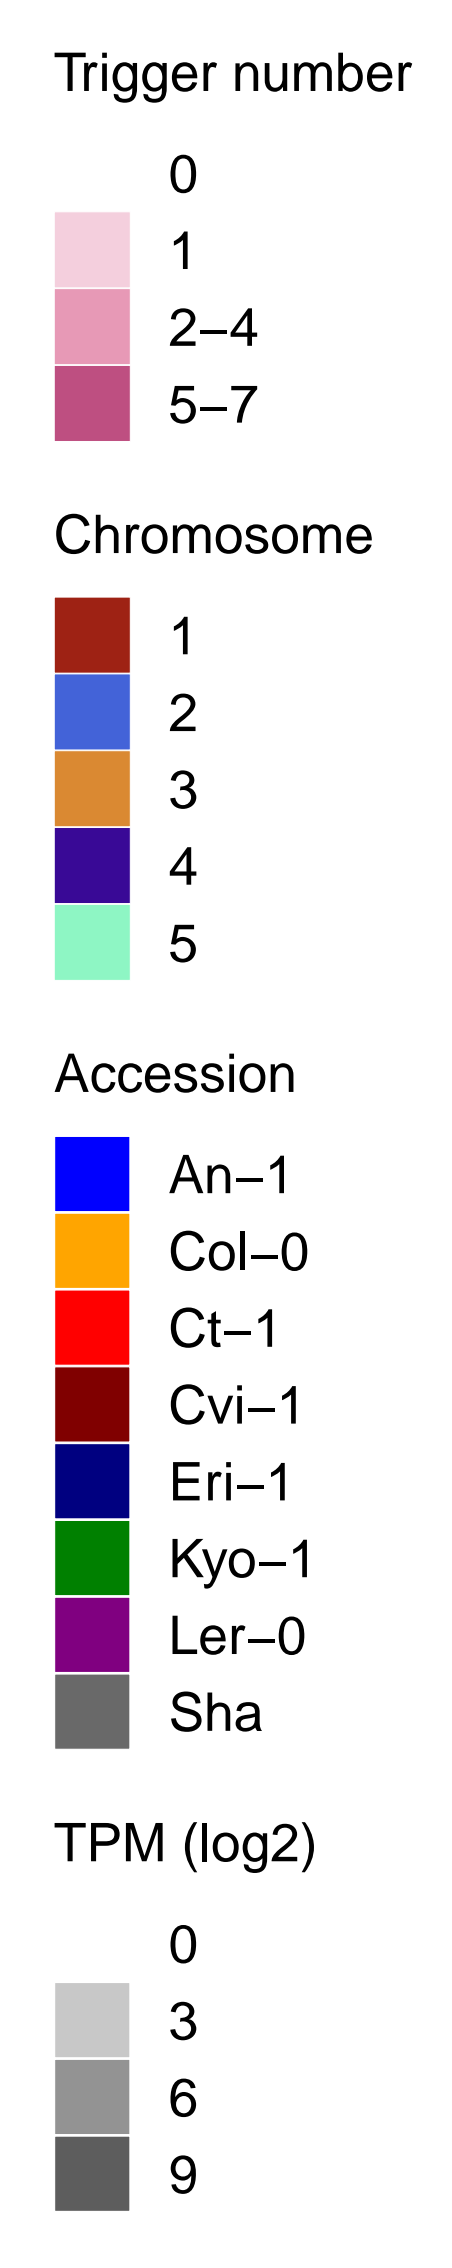 Trigger number
0
1
2–4
5–7
Chromosome
1
2
3
4
5
Accession
An–1
Col–0
Ct–1
Cvi–1
Eri–1
Kyo–1
Ler–0
Sha
TPM (log2)
0
3
6
9